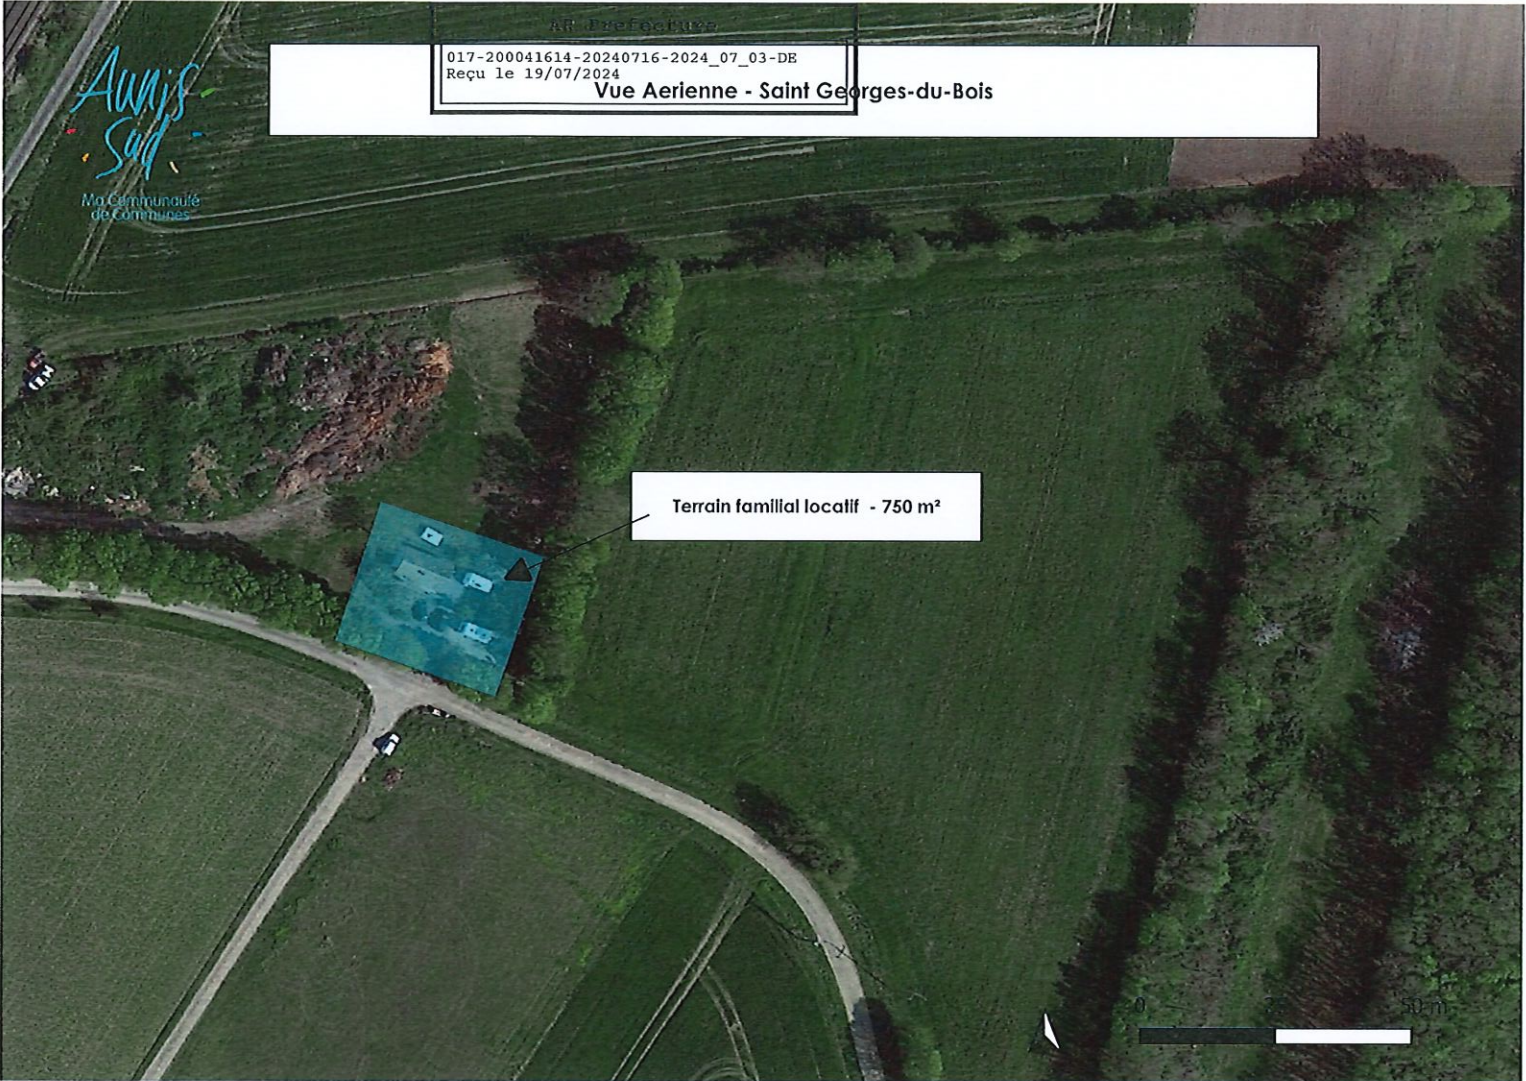 AR Prefecture
017-200041614-20240716-2024_07_03-DE
Reçu le 19/07/2024
Vue Aerienne - Saint Georges-du-Bois
Aunis
Sud
Ma Communauté
de Communes
Terrain familial locatif - 750 m²
0 25 50 m